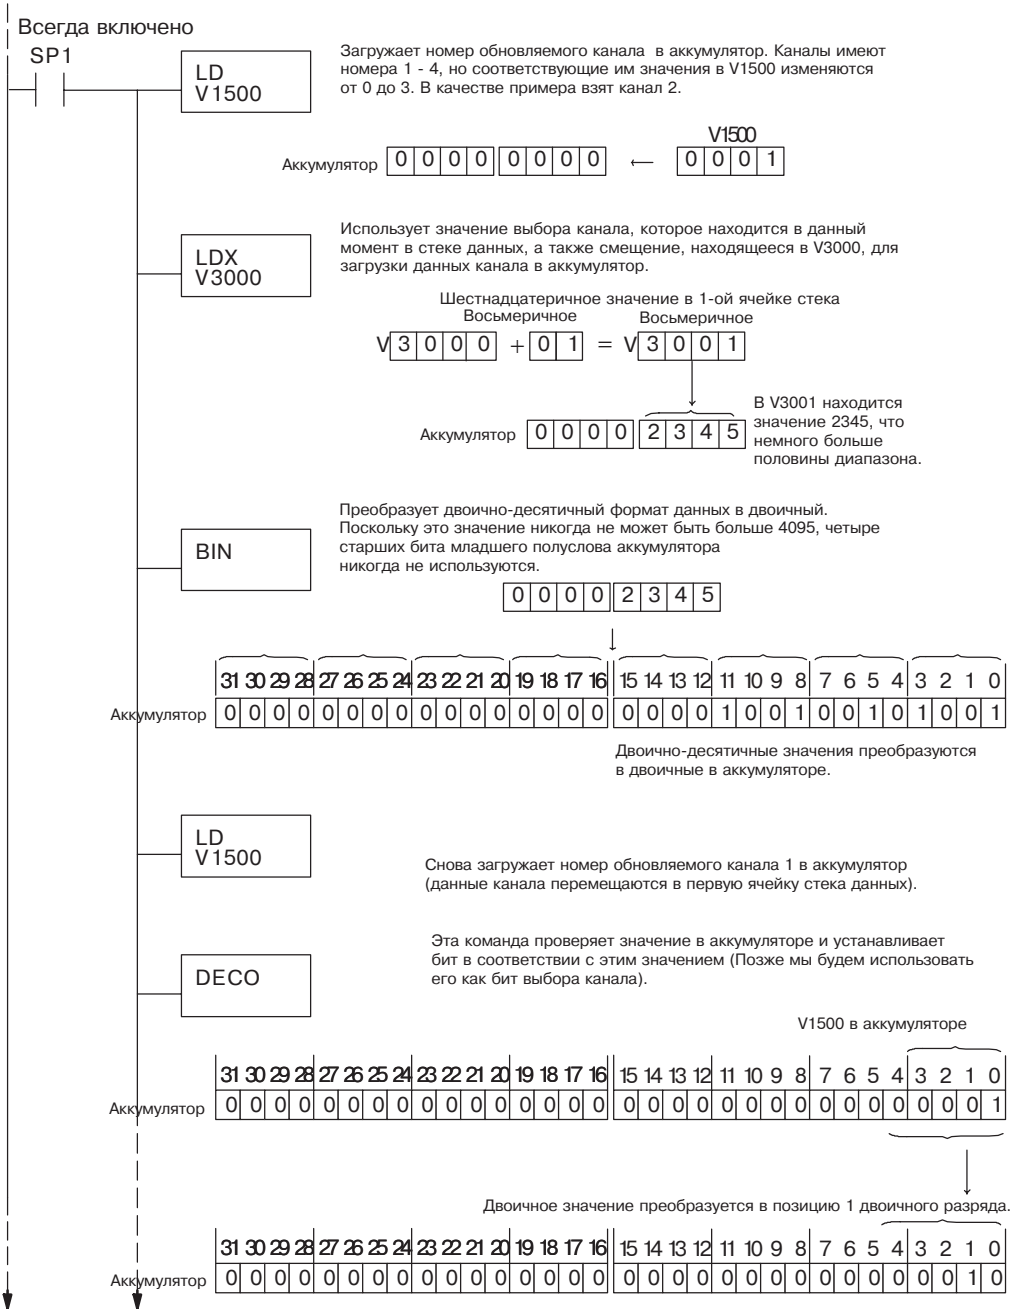 Всегда включено
SP1
LD
V1500
Загружает номер обновляемого канала в аккумулятор. Каналы имеют
номера 1 - 4, но соответствующие им значения в V1500 изменяются
от 0 до 3. В качестве примера взят канал 2.
V1500
Аккумулятор 0 0 0 0 0 0 0 0 ← 0 0 0 1
LDX
V3000
Использует значение выбора канала, которое находится в данный
момент в стеке данных, а также смещение, находящееся в V3000, для
загрузки данных канала в аккумулятор.
Шестнадцатеричное значение в 1-ой ячейке стека
Восьмеричное Восьмеричное
V 3 0 0 0 + 0 1 = V 3 0 0 1
Аккумулятор 0 0 0 0 2 3 4 5
В V3001 находится
значение 2345, что
немного больше
половины диапазона.
BIN
Преобразует двоично-десятичный формат данных в двоичный.
Поскольку это значение никогда не может быть больше 4095, четыре
старших бита младшего полуслова аккумулятора
никогда не используются.
0 0 0 0 2 3 4 5
31 30 29 28 27 26 25 24 23 22 21 20 19 18 17 16 15 14 13 12 11 10 9 8 7 6 5 4 3 2 1 0
Аккумулятор 0 0 0 0 0 0 0 0 0 0 0 0 0 0 0 0 0 0 0 0 1 0 0 1 0 0 1 0 1 0 0 1
Двоично-десятичные значения преобразуются
в двоичные в аккумуляторе.
LD
V1500
Снова загружает номер обновляемого канала 1 в аккумулятор
(данные канала перемещаются в первую ячейку стека данных).
DECO
Эта команда проверяет значение в аккумуляторе и устанавливает
бит в соответствии с этим значением (Позже мы будем использовать
его как бит выбора канала).
V1500 в аккумуляторе
31 30 29 28 27 26 25 24 23 22 21 20 19 18 17 16 15 14 13 12 11 10 9 8 7 6 5 4 3 2 1 0
Аккумулятор 0 0 0 0 0 0 0 0 0 0 0 0 0 0 0 0 0 0 0 0 0 0 0 0 0 0 0 0 0 0 0 1
Двоичное значение преобразуется в позицию 1 двоичного разряда.
31 30 29 28 27 26 25 24 23 22 21 20 19 18 17 16 15 14 13 12 11 10 9 8 7 6 5 4 3 2 1 0
Аккумулятор 0 0 0 0 0 0 0 0 0 0 0 0 0 0 0 0 0 0 0 0 0 0 0 0 0 0 0 0 0 0 1 0